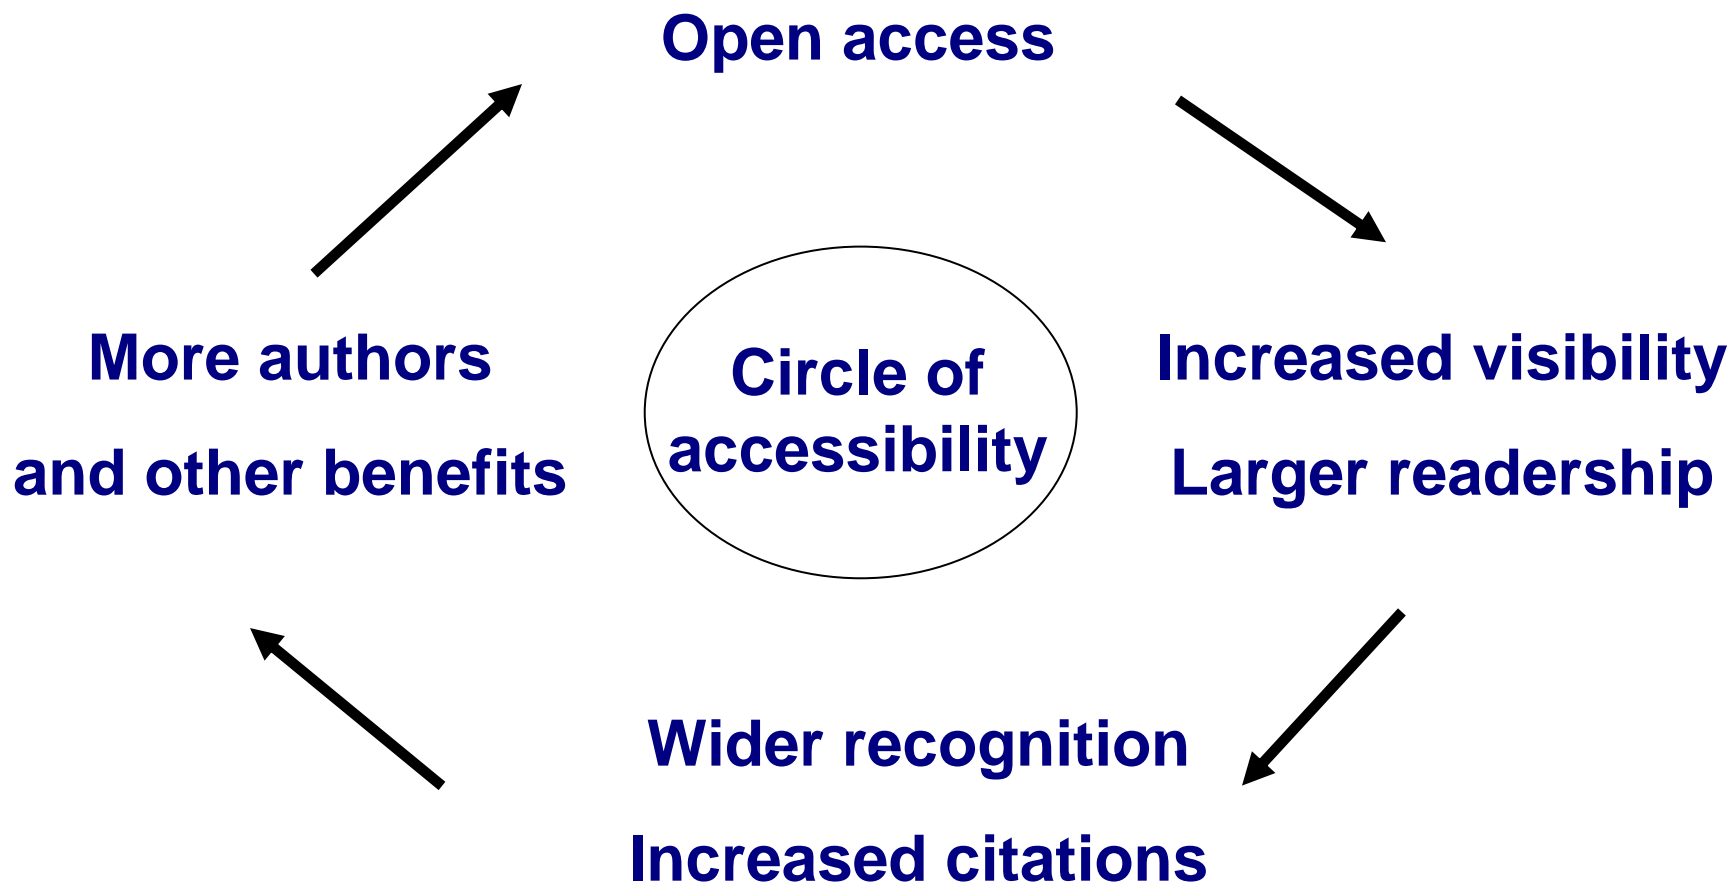 Open access
More authors
and other benefits
Circle of
accessibility
Increased visibility
Larger readership
Wider recognition
Increased citations